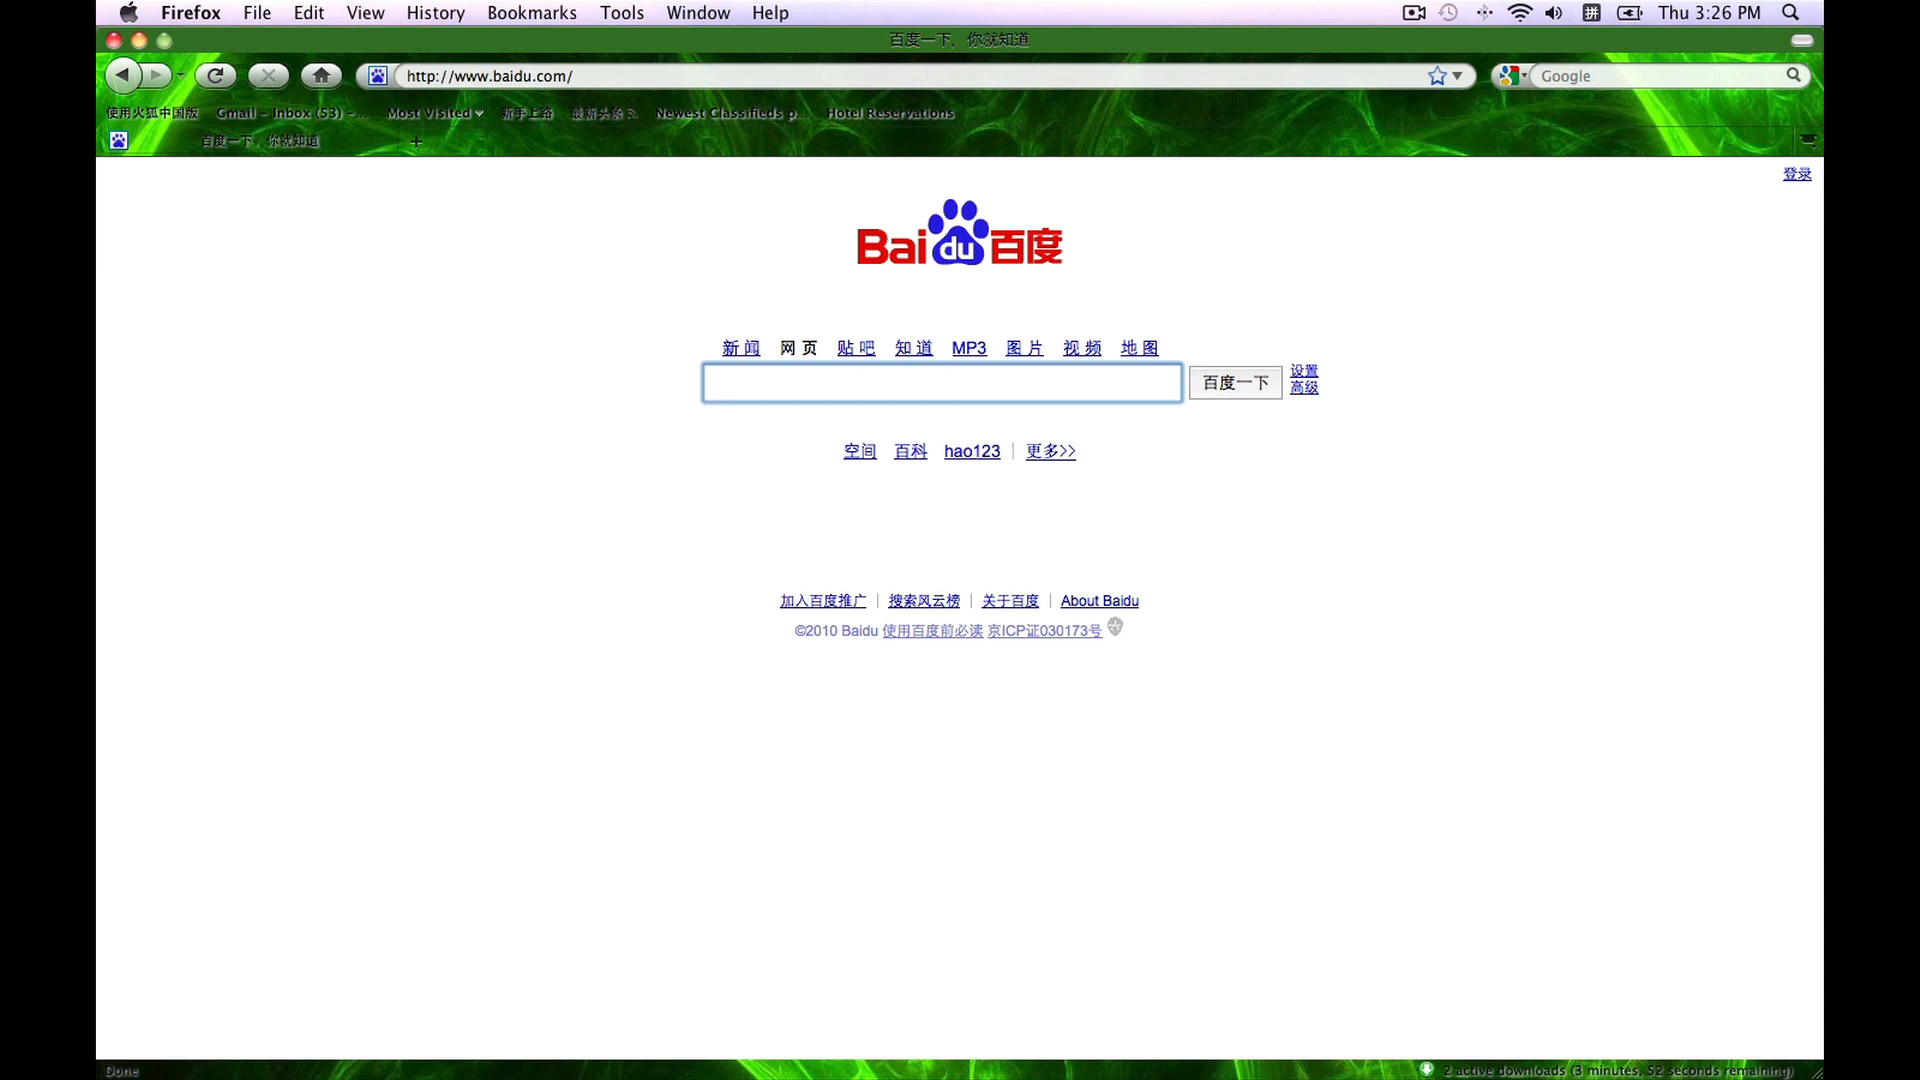 Firefox File Edit View History Bookmarks Tools Window Help 拼 Thu 3:26 PM
百度一下，你就知道
http://www.baidu.com/ Google
使用火狐中国版 Gmail - Inbox (53) -... Most Visited 新手上路 最新头条 Newest Classifieds p... Hotel Reservations
百度一下，你就知道 +
登录
Bai du 百度
新 闻 网 页 贴 吧 知 道 MP3 图 片 视 频 地 图
百度一下 设置
高级
空间 百科 hao123 | 更多>>
加入百度推广 | 搜索风云榜 | 关于百度 | About Baidu
©2010 Baidu 使用百度前必读 京ICP证030173号
Done 2 active downloads (3 minutes, 52 seconds remaining)